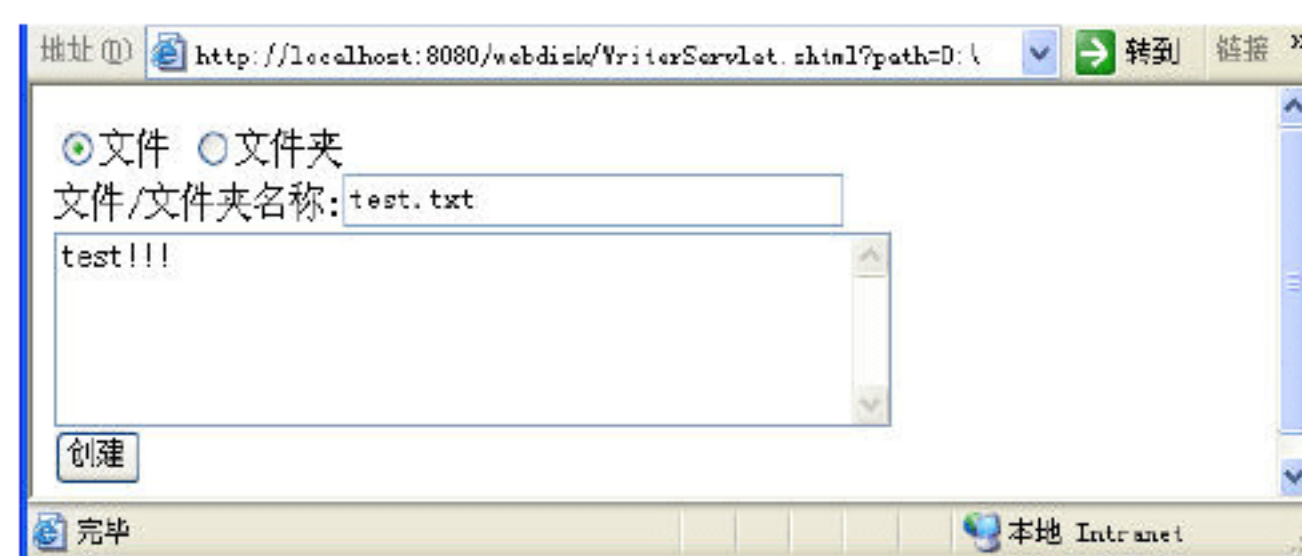 地址(D) http://localhost:8080/webdisk/WriterServlet.shtml?path=D:\ 转到 链接 »
文件 文件夹
文件/文件夹名称: test.txt
test!!!
创建
完毕 本地 Intranet